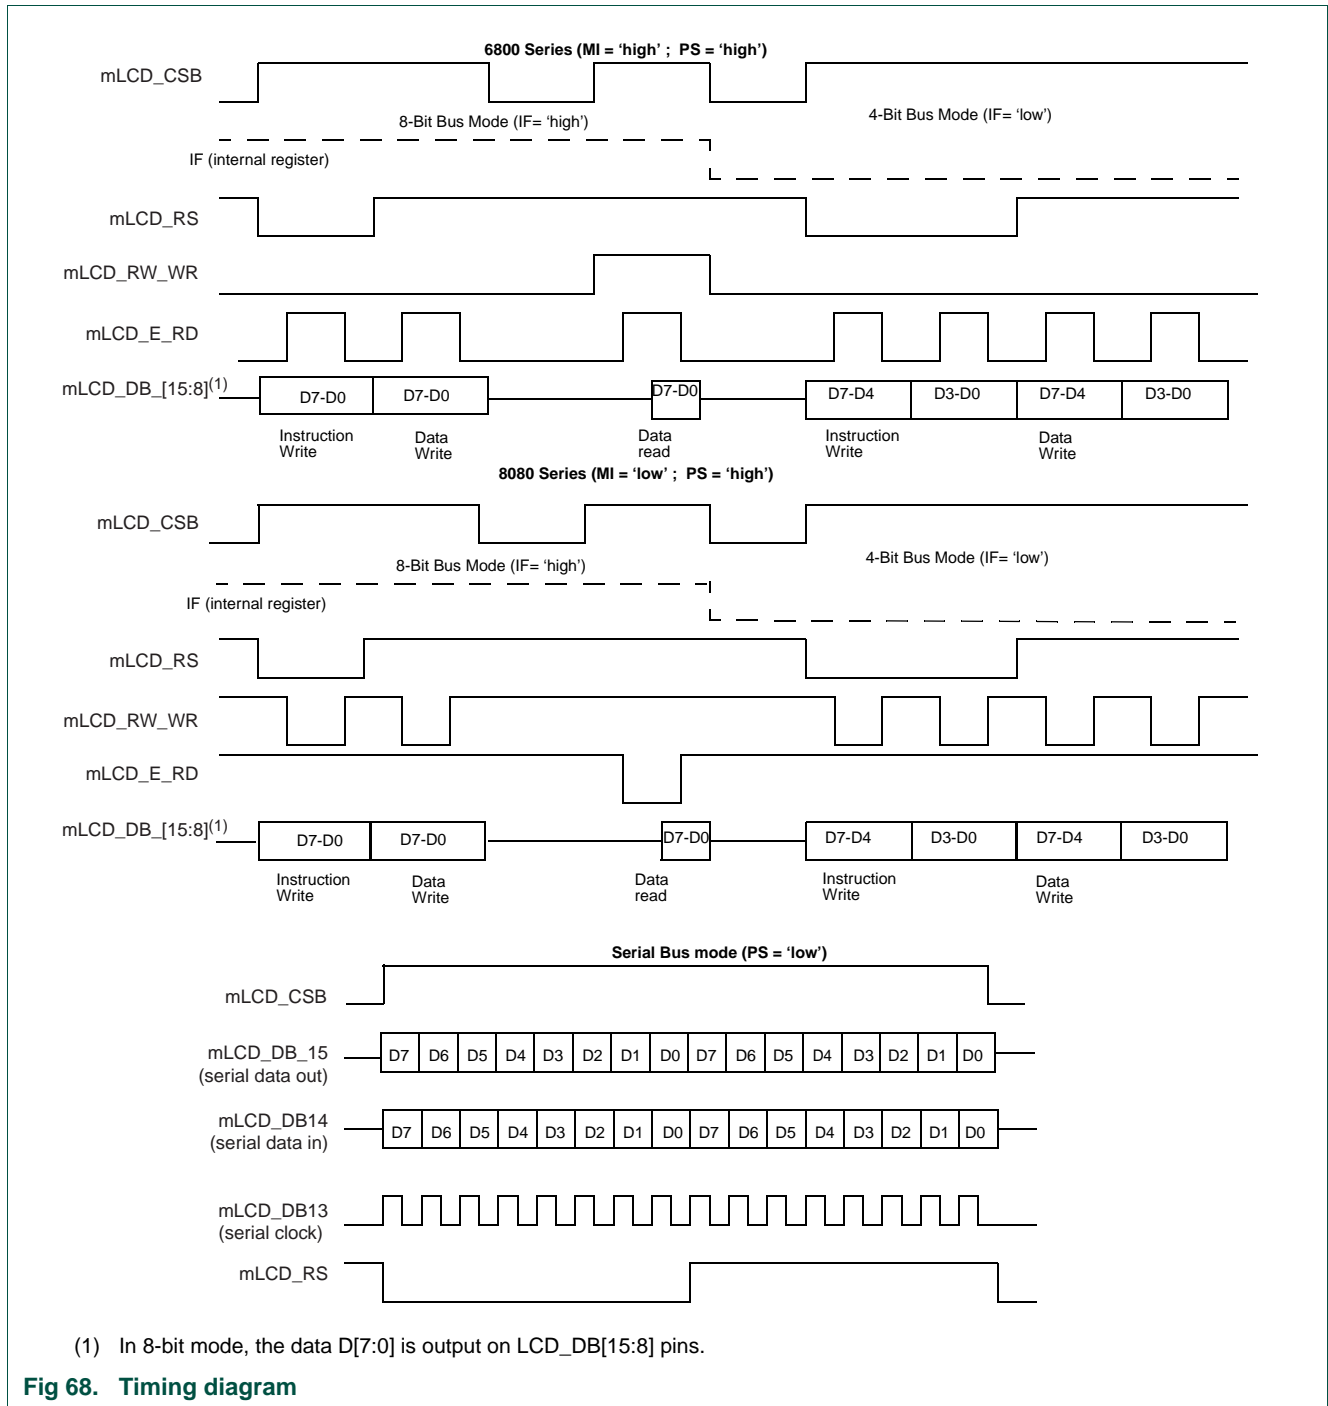 6800 Series (MI = ‘high’ ; PS = ‘high’)
mLCD_CSB
8-Bit Bus Mode (IF= ‘high’)
4-Bit Bus Mode (IF= ‘low’)
IF (internal register)
mLCD_RS
mLCD_RW_WR
mLCD_E_RD
mLCD_DB_[15:8](1)
D7-D0
D7-D0
D7-D0
D7-D4
D3-D0
D7-D4
D3-D0
Instruction
Write
Data
Write
Data
read
Instruction
Write
Data
Write
8080 Series (MI = ‘low’ ; PS = ‘high’)
mLCD_CSB
8-Bit Bus Mode (IF= ‘high’)
4-Bit Bus Mode (IF= ‘low’)
IF (internal register)
mLCD_RS
mLCD_RW_WR
mLCD_E_RD
mLCD_DB_[15:8](1)
D7-D0
D7-D0
D7-D0
D7-D4
D3-D0
D7-D4
D3-D0
Instruction
Write
Data
Write
Data
read
Instruction
Write
Data
Write
Serial Bus mode (PS = ‘low’)
mLCD_CSB
mLCD_DB_15
(serial data out)
D7 D6 D5 D4 D3 D2 D1 D0 D7 D6 D5 D4 D3 D2 D1 D0
mLCD_DB14
(serial data in)
D7 D6 D5 D4 D3 D2 D1 D0 D7 D6 D5 D4 D3 D2 D1 D0
mLCD_DB13
(serial clock)
mLCD_RS
(1) In 8-bit mode, the data D[7:0] is output on LCD_DB[15:8] pins.
Fig 68. Timing diagram